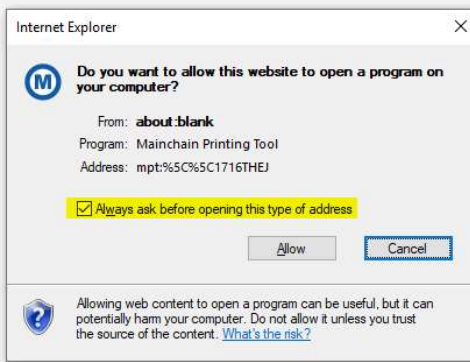 Internet Explorer
M
Do you want to allow this website to open a program on
your computer?
From: about:blank
Program: Mainchain Printing Tool
Address: mpt:%5C%5C1716THEJ
Always ask before opening this type of address
Allow
Cancel
Allowing web content to open a program can be useful, but it can
potentially harm your computer. Do not allow it unless you trust
the source of the content. What's the risk?